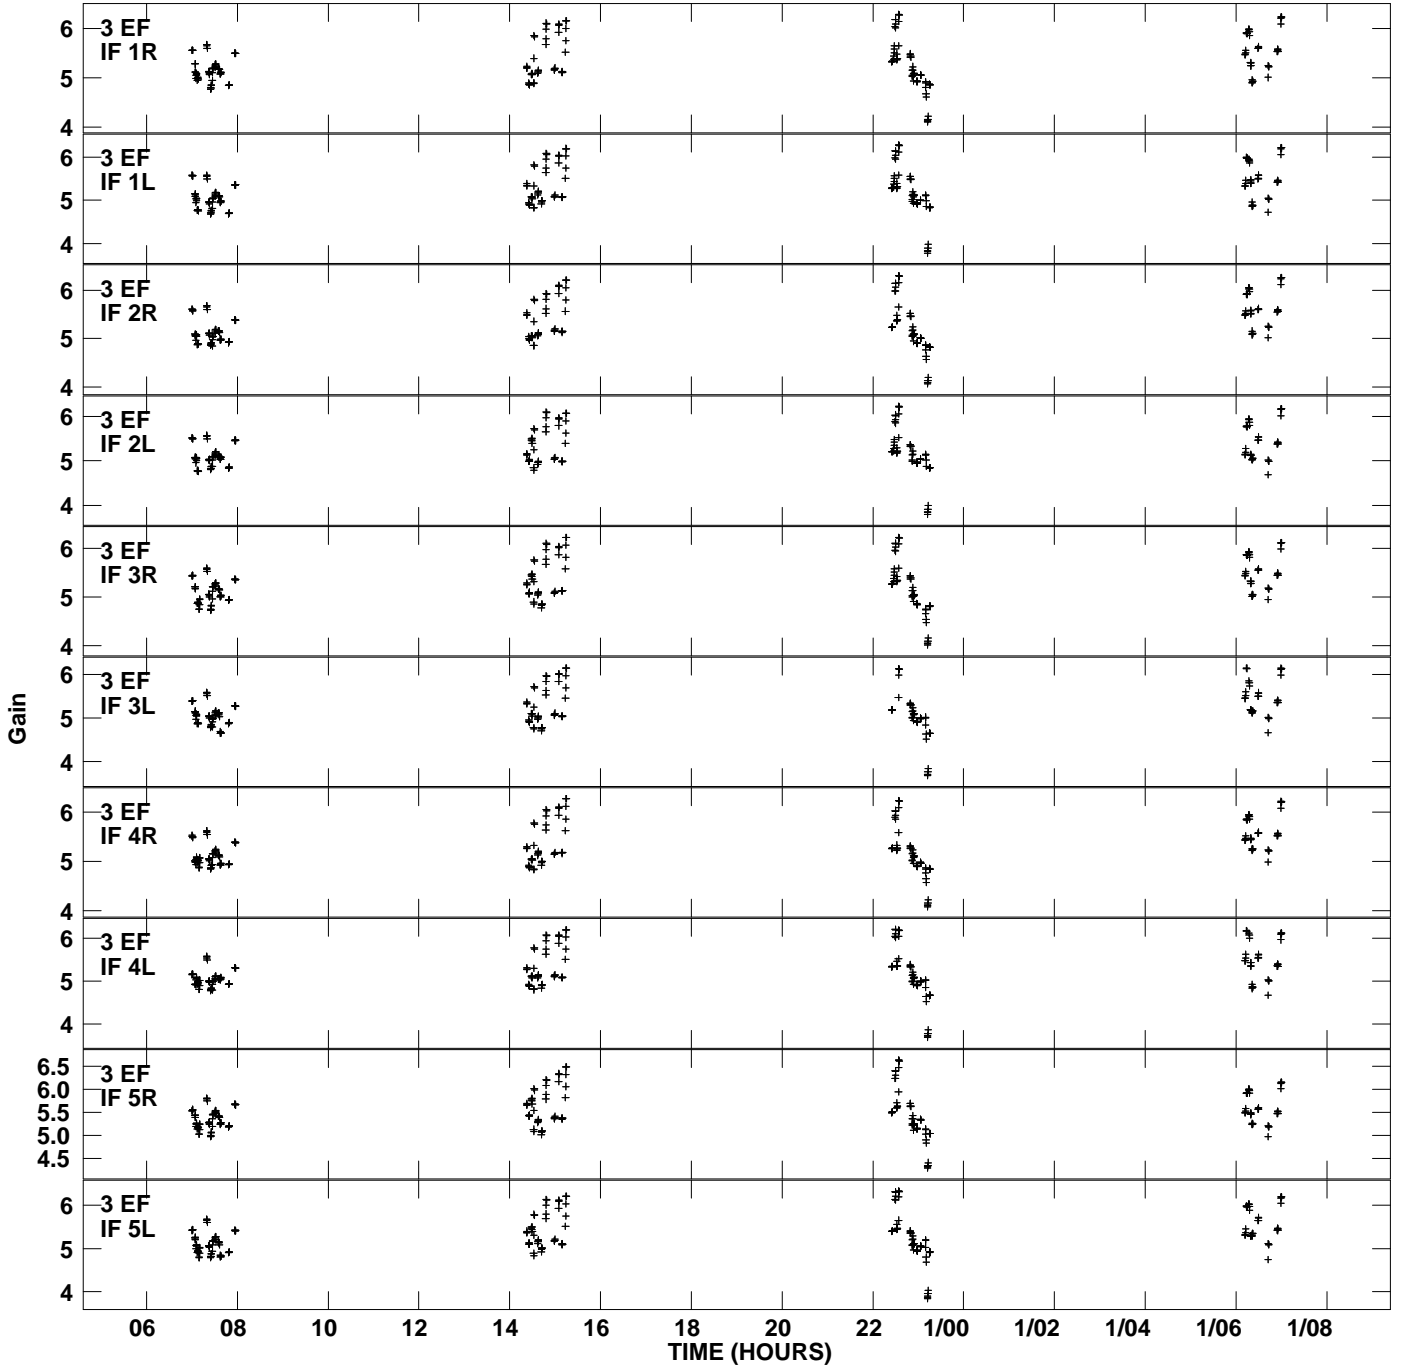 3 EF
IF 1R
6
5
4
3 EF
IF 1L
6
5
4
3 EF
IF 2R
6
5
4
3 EF
IF 2L
6
5
4
3 EF
IF 3R
6
5
4
3 EF
IF 3L
6
5
4
3 EF
IF 4R
6
5
4
3 EF
IF 4L
6
5
4
3 EF
IF 5R
6.5
6.0
5.5
5.0
4.5
3 EF
IF 5L
6
5
4
Gain
06 08 10 12 14 16 18 20 22 1/00 1/02 1/04 1/06 1/08
TIME (HOURS)